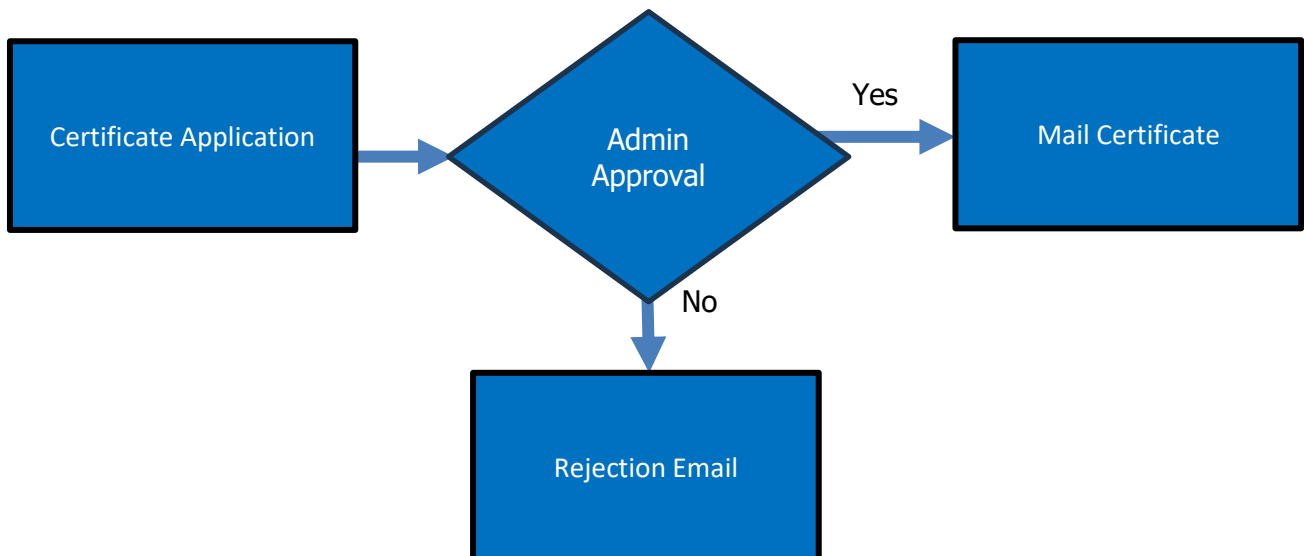 Certificate Application
Admin
Approval
Yes
Mail Certificate
No
Rejection Email